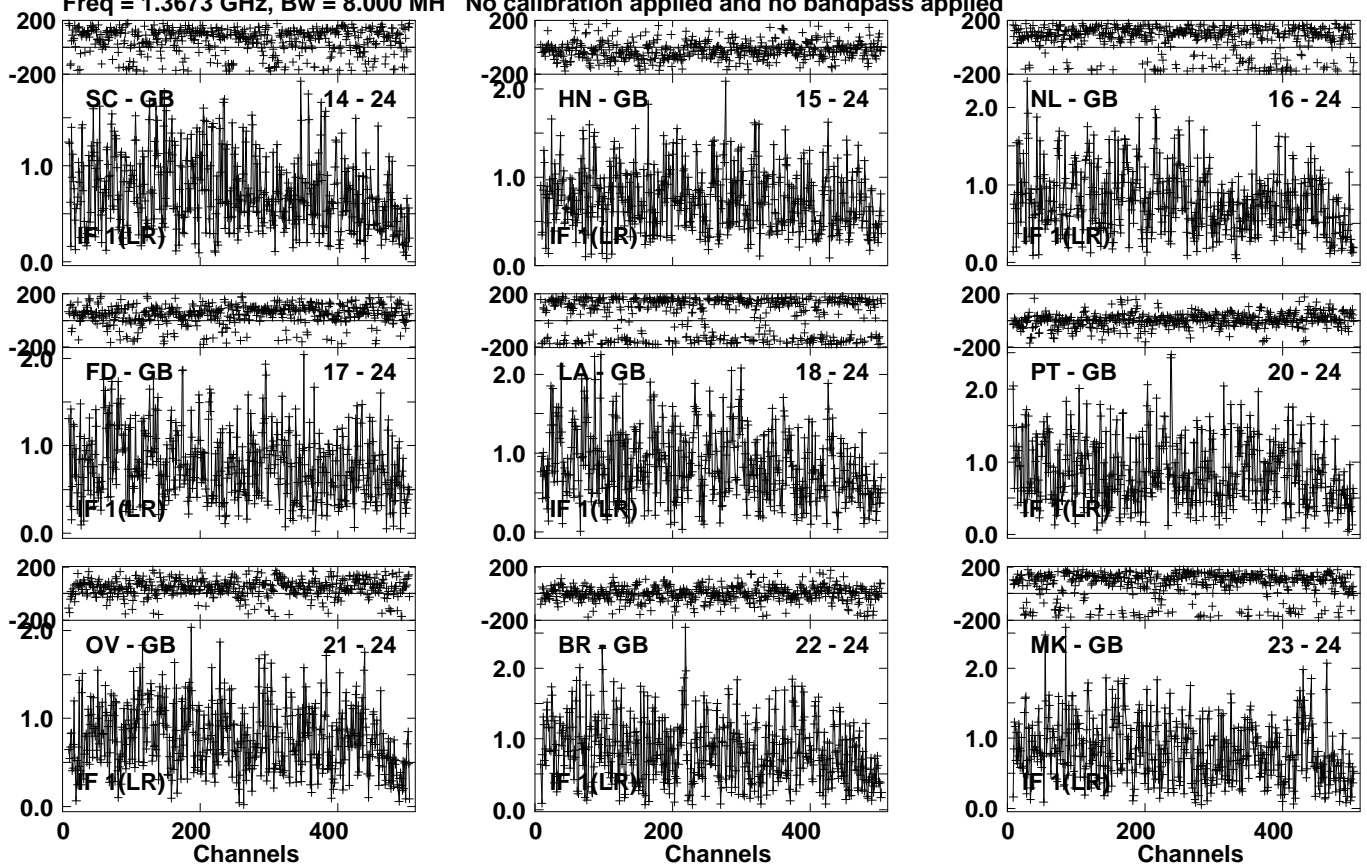 Freq = 1.3673 GHz, Bw = 8.000 MH No calibration applied and no bandpass applied
200
-200
SC - GB 14 - 24
1.0
0.0
IF 1(LR)
200
-200
2.0
HN - GB 15 - 24
1.0
0.0
IF 1(LR)
200
-200
2.0
NL - GB 16 - 24
1.0
0.0
IF 1(LR)
200
-200
2.0
FD - GB 17 - 24
1.0
0.0
IF 1(LR)
200
-200
2.0
LA - GB 18 - 24
1.0
0.0
IF 1(LR)
200
-200
PT - GB 20 - 24
2.0
1.0
0.0
IF 1(LR)
200
-200
2.0
OV - GB 21 - 24
1.0
0.0
IF 1(LR)
0 200 400
Channels
200
-200
BR - GB 22 - 24
2.0
1.0
0.0
IF 1(LR)
0 200 400
Channels
200
-200
MK - GB 23 - 24
2.0
1.0
0.0
IF 1(LR)
0 200 400
Channels